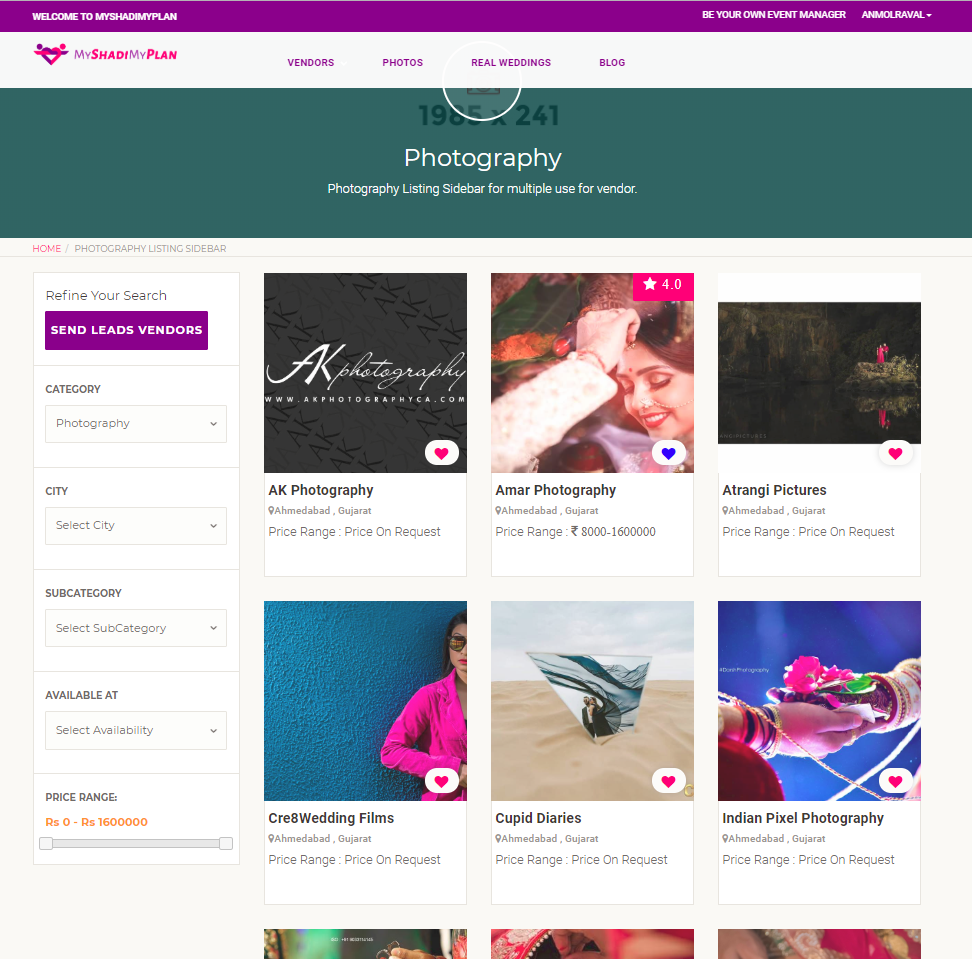 WELCOME TO MYSHADIMYPLAN
BE YOUR OWN EVENT MANAGER
ANMOLRAVAL
MYSHADIMYPLAN
VENDORS
PHOTOS
REAL WEDDINGS
BLOG
1985 x 241
Photography
Photography Listing Sidebar for multiple use for vendor.
HOME / PHOTOGRAPHY LISTING SIDEBAR
Refine Your Search
SEND LEADS VENDORS
CATEGORY
Photography
CITY
Select City
SUBCATEGORY
Select SubCategory
AVAILABLE AT
Select Availability
PRICE RANGE:
Rs 0 - Rs 1600000
AK photography
WWW.AKPHOTOGRAPHYCA.COM
AK Photography
Ahmedabad , Gujarat
Price Range : Price On Request
4.0
Amar Photography
Ahmedabad , Gujarat
Price Range : ₹ 8000-1600000
Atrangi Pictures
Ahmedabad , Gujarat
Price Range : Price On Request
Cre8Wedding Films
Ahmedabad , Gujarat
Price Range : Price On Request
Cupid Diaries
Ahmedabad , Gujarat
Price Range : Price On Request
Indian Pixel Photography
Ahmedabad , Gujarat
Price Range : Price On Request